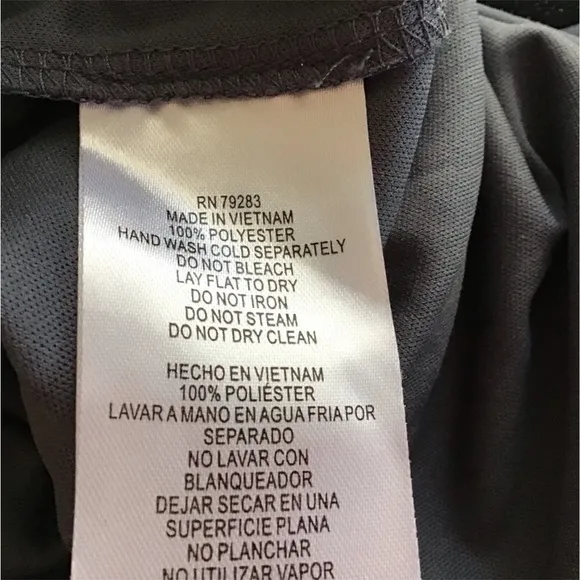 RN 79283
MADE IN VIETNAM
100% POLYESTER
HAND WASH COLD SEPARATELY
DO NOT BLEACH
LAY FLAT TO DRY
DO NOT IRON
DO NOT STEAM
DO NOT DRY CLEAN
HECHO EN VIETNAM
100% POLIÉSTER
LAVAR A MANO EN AGUA FRIA POR
SEPARADO
NO LAVAR CON
BLANQUEADOR
DEJAR SECAR EN UNA
SUPERFICIE PLANA
NO PLANCHAR
NO UTILIZAR VAPOR